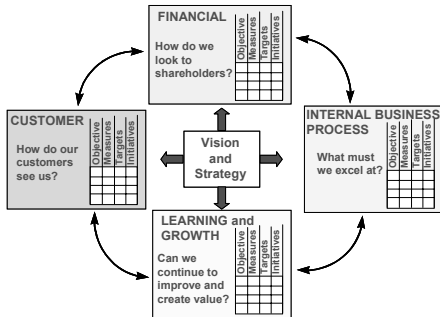 FINANCIAL
How do we
look to
shareholders?
Objective
Measures
Targets
Initiatives
CUSTOMER
How do our
customers
see us?
Objective
Measures
Targets
Initiatives
Vision
and
Strategy
INTERNAL BUSINESS
PROCESS
What must
we excel at?
Objective
Measures
Targets
Initiatives
LEARNING and
GROWTH
Can we
continue to
improve and
create value?
Objective
Measures
Targets
Initiatives